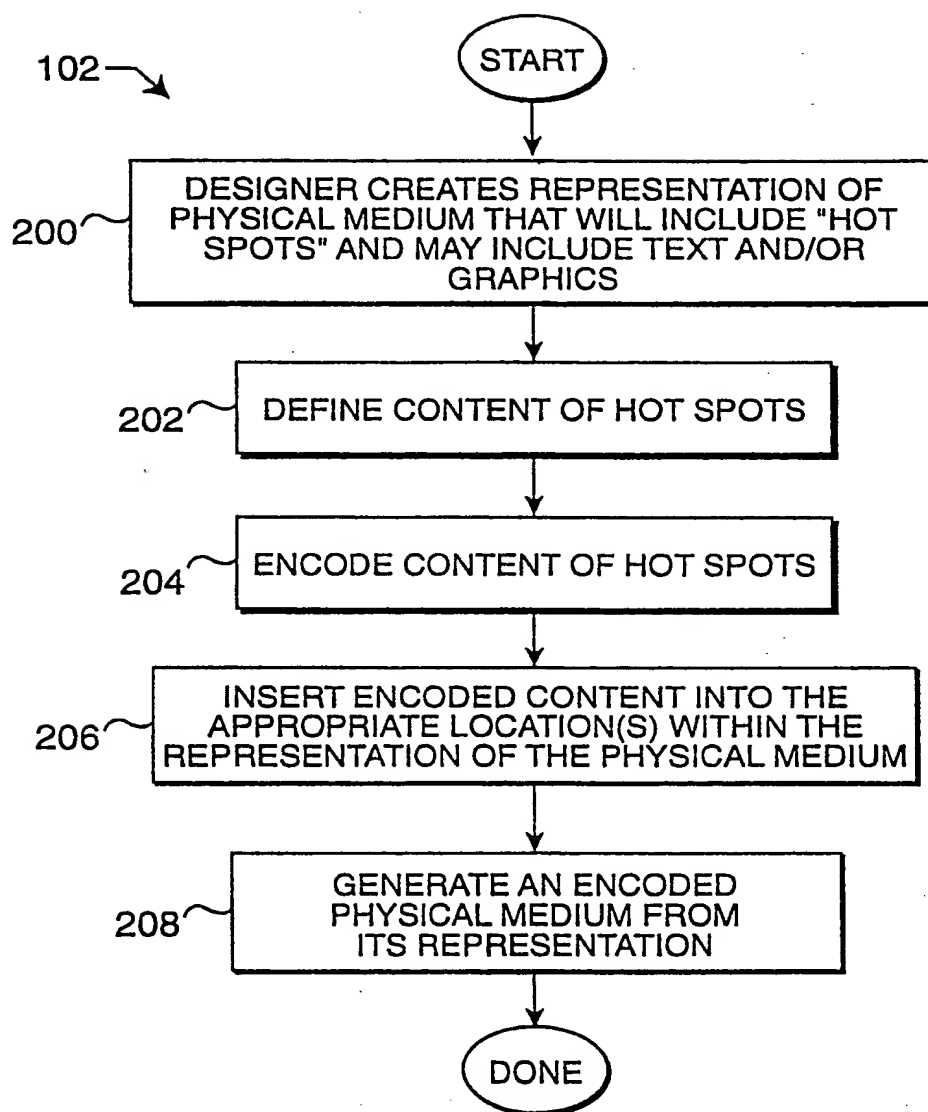 102
START
200
DESIGNER CREATES REPRESENTATION OF
PHYSICAL MEDIUM THAT WILL INCLUDE "HOT
SPOTS" AND MAY INCLUDE TEXT AND/OR
GRAPHICS
202
DEFINE CONTENT OF HOT SPOTS
204
ENCODE CONTENT OF HOT SPOTS
206
INSERT ENCODED CONTENT INTO THE
APPROPRIATE LOCATION(S) WITHIN THE
REPRESENTATION OF THE PHYSICAL MEDIUM
208
GENERATE AN ENCODED
PHYSICAL MEDIUM FROM
ITS REPRESENTATION
DONE